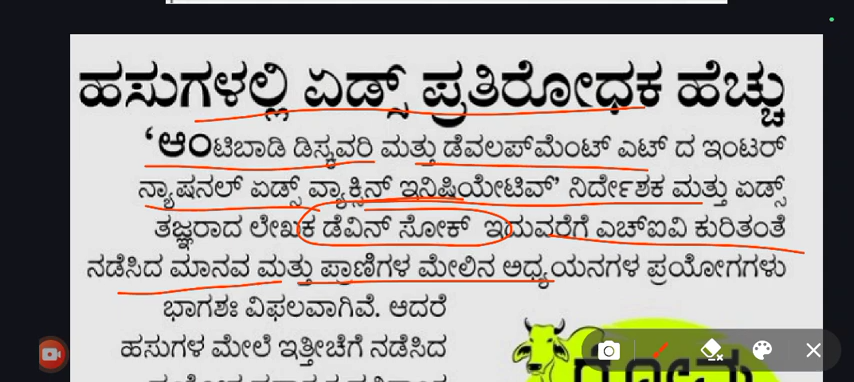 ಹಸುಗಳಲ್ಲಿ ಏಡ್ಸ್ ಪ್ರತಿರೋಧಕ ಹೆಚ್ಚು
‘ಆಂಟಿಬಾಡಿ ಡಿಸ್ಕವರಿ ಮತ್ತು ಡೆವಲಪ್‌ಮೆಂಟ್ ಎಟ್ ದ ಇಂಟರ್
ನ್ಯಾಷನಲ್ ಏಡ್ಸ್ ವ್ಯಾಕ್ಸಿನ್ ಇನಿಷಿಯೇಟಿವ್’ ನಿರ್ದೇಶಕ ಮತ್ತು ಏಡ್ಸ್
ತಜ್ಞರಾದ ಲೇಖಕ ಡೆವಿನ್ ಸೋಕ್ ಇದುವರೆಗೆ ಎಚ್‌ಐವಿ ಕುರಿತಂತೆ
ನಡೆಸಿದ ಮಾನವ ಮತ್ತು ಪ್ರಾಣಿಗಳ ಮೇಲಿನ ಅಧ್ಯಯನಗಳ ಪ್ರಯೋಗಗಳು
ಭಾಗಶಃ ವಿಫಲವಾಗಿವೆ. ಆದರೆ
ಹಸುಗಳ ಮೇಲೆ ಇತ್ತೀಚೆಗೆ ನಡೆಸಿದ